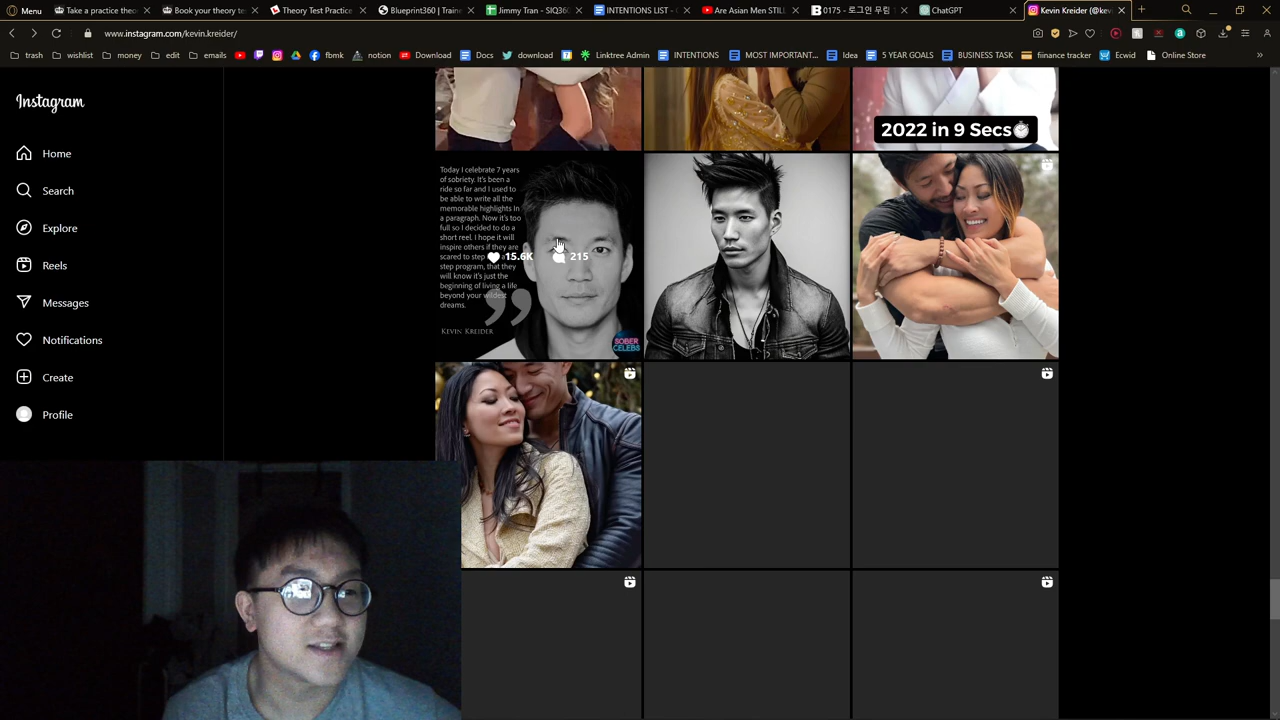 Take a practice theo
Book your theory te
Theory Test Practice
Blueprint360 | Traine
Jimmy Tran - SIQ360
INTENTIONS LIST - G
Are Asian Men STILL
0175 - 로그인 무림
ChatGPT
Kevin Kreider (@kev
www.instagram.com/kevin.kreider/
trash
wishlist
money
edit
emails
fbmk
notion
Download
Docs
download
Linktree Admin
INTENTIONS
MOST IMPORTANT...
Idea
5 YEAR GOALS
BUSINESS TASK
fiinance tracker
Ecwid
Online Store
Instagram
Home
Search
Explore
Reels
Messages
Notifications
Create
Profile
2022 in 9 Secs
Today I celebrate 7 years
of sobriety. It's been a
ride so far and I used to
be able to write all the
memorable highlights in
a paragraph. Now it's too
full so I decided to do a
short reel. I hope it will
inspire others if they are
scared to step
step program, that they
will know it's just the
beginning of living a life
beyond your wildest
dreams.
15.6K
215
KEVIN KREIDER
SOBER
CELEBS